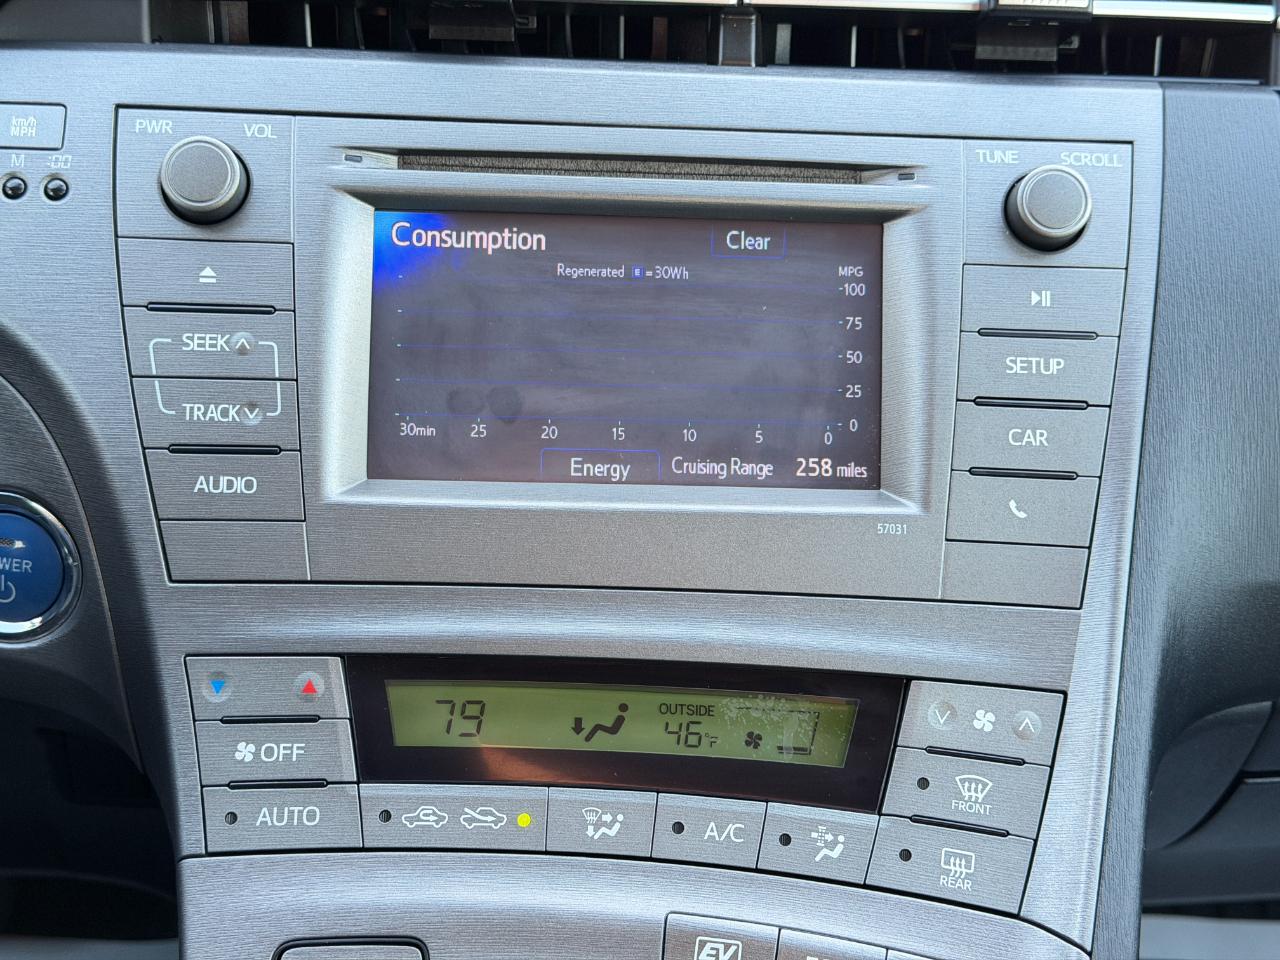 km/h
MPH
M :00
PWR VOL
TUNE SCROLL
Consumption
Clear
Regenerated E = 30Wh
MPG
100
75
50
25
0
30min 25 20 15 10 5 0
Energy
Cruising Range 258 miles
SEEK
TRACK
AUDIO
SETUP
CAR
57031
WER
79
OUTSIDE
46°F
OFF
AUTO
A/C
FRONT
REAR
EV